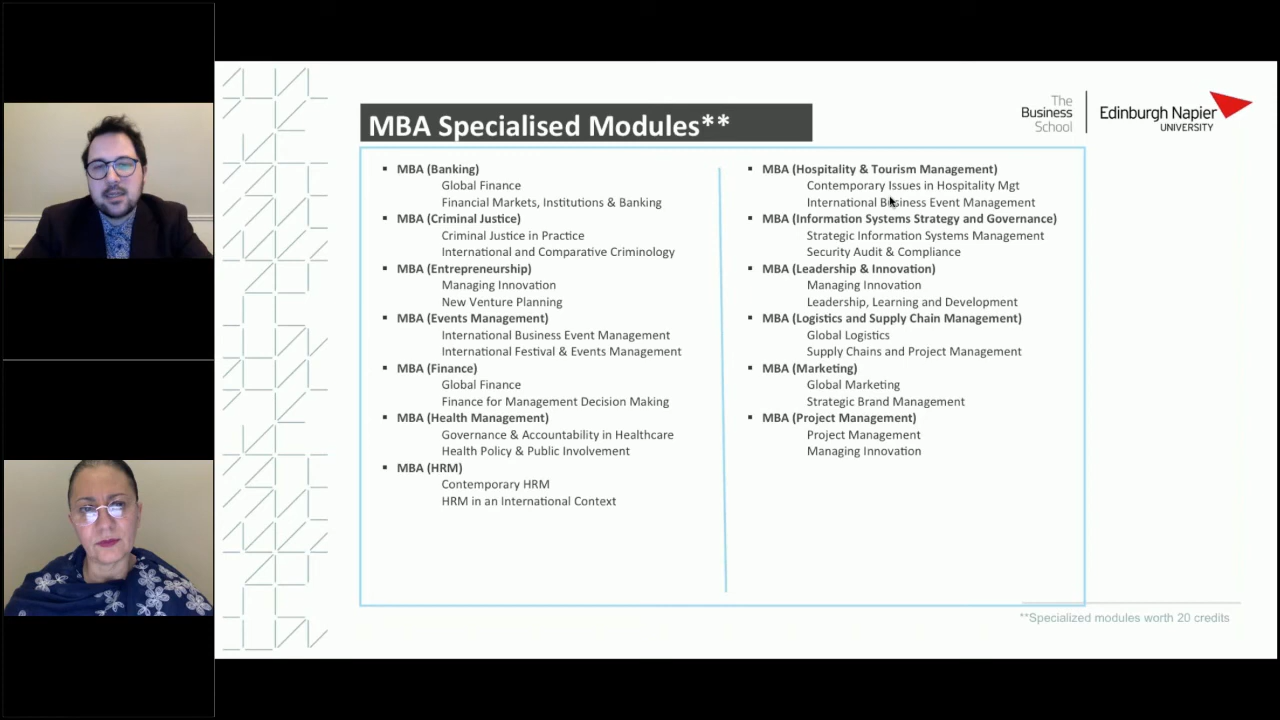 MBA Specialised Modules**
The
Business
School
Edinburgh Napier
UNIVERSITY
MBA (Banking)
Global Finance
Financial Markets, Institutions & Banking
MBA (Criminal Justice)
Criminal Justice in Practice
International and Comparative Criminology
MBA (Entrepreneurship)
Managing Innovation
New Venture Planning
MBA (Events Management)
International Business Event Management
International Festival & Events Management
MBA (Finance)
Global Finance
Finance for Management Decision Making
MBA (Health Management)
Governance & Accountability in Healthcare
Health Policy & Public Involvement
MBA (HRM)
Contemporary HRM
HRM in an International Context
MBA (Hospitality & Tourism Management)
Contemporary Issues in Hospitality Mgt
International Business Event Management
MBA (Information Systems Strategy and Governance)
Strategic Information Systems Management
Security Audit & Compliance
MBA (Leadership & Innovation)
Managing Innovation
Leadership, Learning and Development
MBA (Logistics and Supply Chain Management)
Global Logistics
Supply Chains and Project Management
MBA (Marketing)
Global Marketing
Strategic Brand Management
MBA (Project Management)
Project Management
Managing Innovation
**Specialized modules worth 20 credits